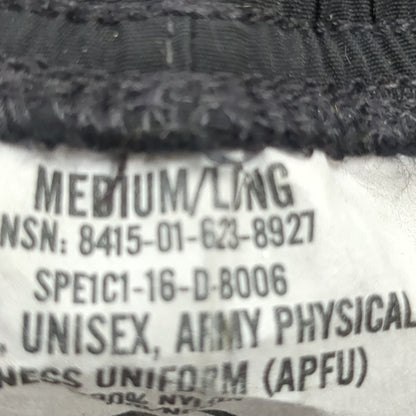 MEDIUM/LONG
NSN: 8415-01-623-8927
SPE1C1-16-D-8006
, UNISEX, ARMY PHYSICAL
NESS UNIFORM (APFU)